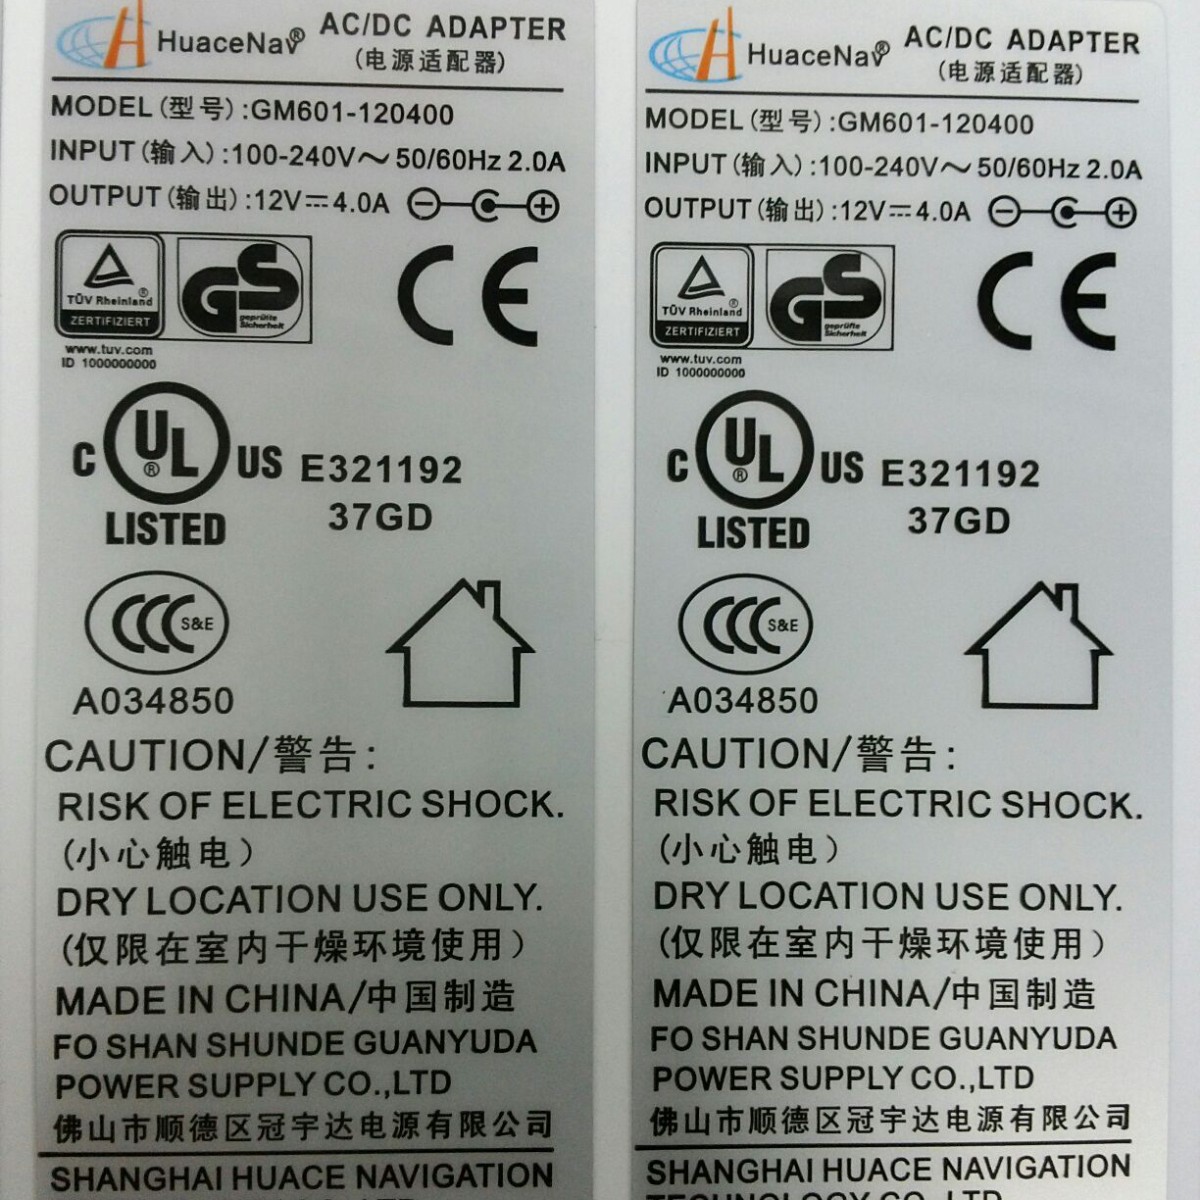 HuaceNav®
AC/DC ADAPTER
(电源适配器)
MODEL(型号):GM601-120400
INPUT(输入):100-240V~50/60Hz 2.0A
OUTPUT(输出):12V⎓4.0A
TÜV Rheinland®
ZERTIFIZIERT
GS
geprüfte
Sicherheit
CE
www.tuv.com
ID 1000000000
C UL® US
LISTED
E321192
37GD
CCC S&E
A034850
CAUTION/警告:
RISK OF ELECTRIC SHOCK.
(小心触电)
DRY LOCATION USE ONLY.
(仅限在室内干燥环境使用)
MADE IN CHINA/中国制造
FO SHAN SHUNDE GUANYUDA
POWER SUPPLY CO.,LTD
佛山市顺德区冠宇达电源有限公司
SHANGHAI HUACE NAVIGATION
HuaceNav®
AC/DC ADAPTER
(电源适配器)
MODEL(型号):GM601-120400
INPUT(输入):100-240V~50/60Hz 2.0A
OUTPUT(输出):12V⎓4.0A
TÜV Rheinland®
ZERTIFIZIERT
GS
geprüfte
Sicherheit
CE
www.tuv.com
ID 1000000000
C UL® US
LISTED
E321192
37GD
CCC S&E
A034850
CAUTION/警告:
RISK OF ELECTRIC SHOCK.
(小心触电)
DRY LOCATION USE ONLY.
(仅限在室内干燥环境使用)
MADE IN CHINA/中国制造
FO SHAN SHUNDE GUANYUDA
POWER SUPPLY CO.,LTD
佛山市顺德区冠宇达电源有限公司
SHANGHAI HUACE NAVIGATION
TECHNOLOGY CO.,LTD